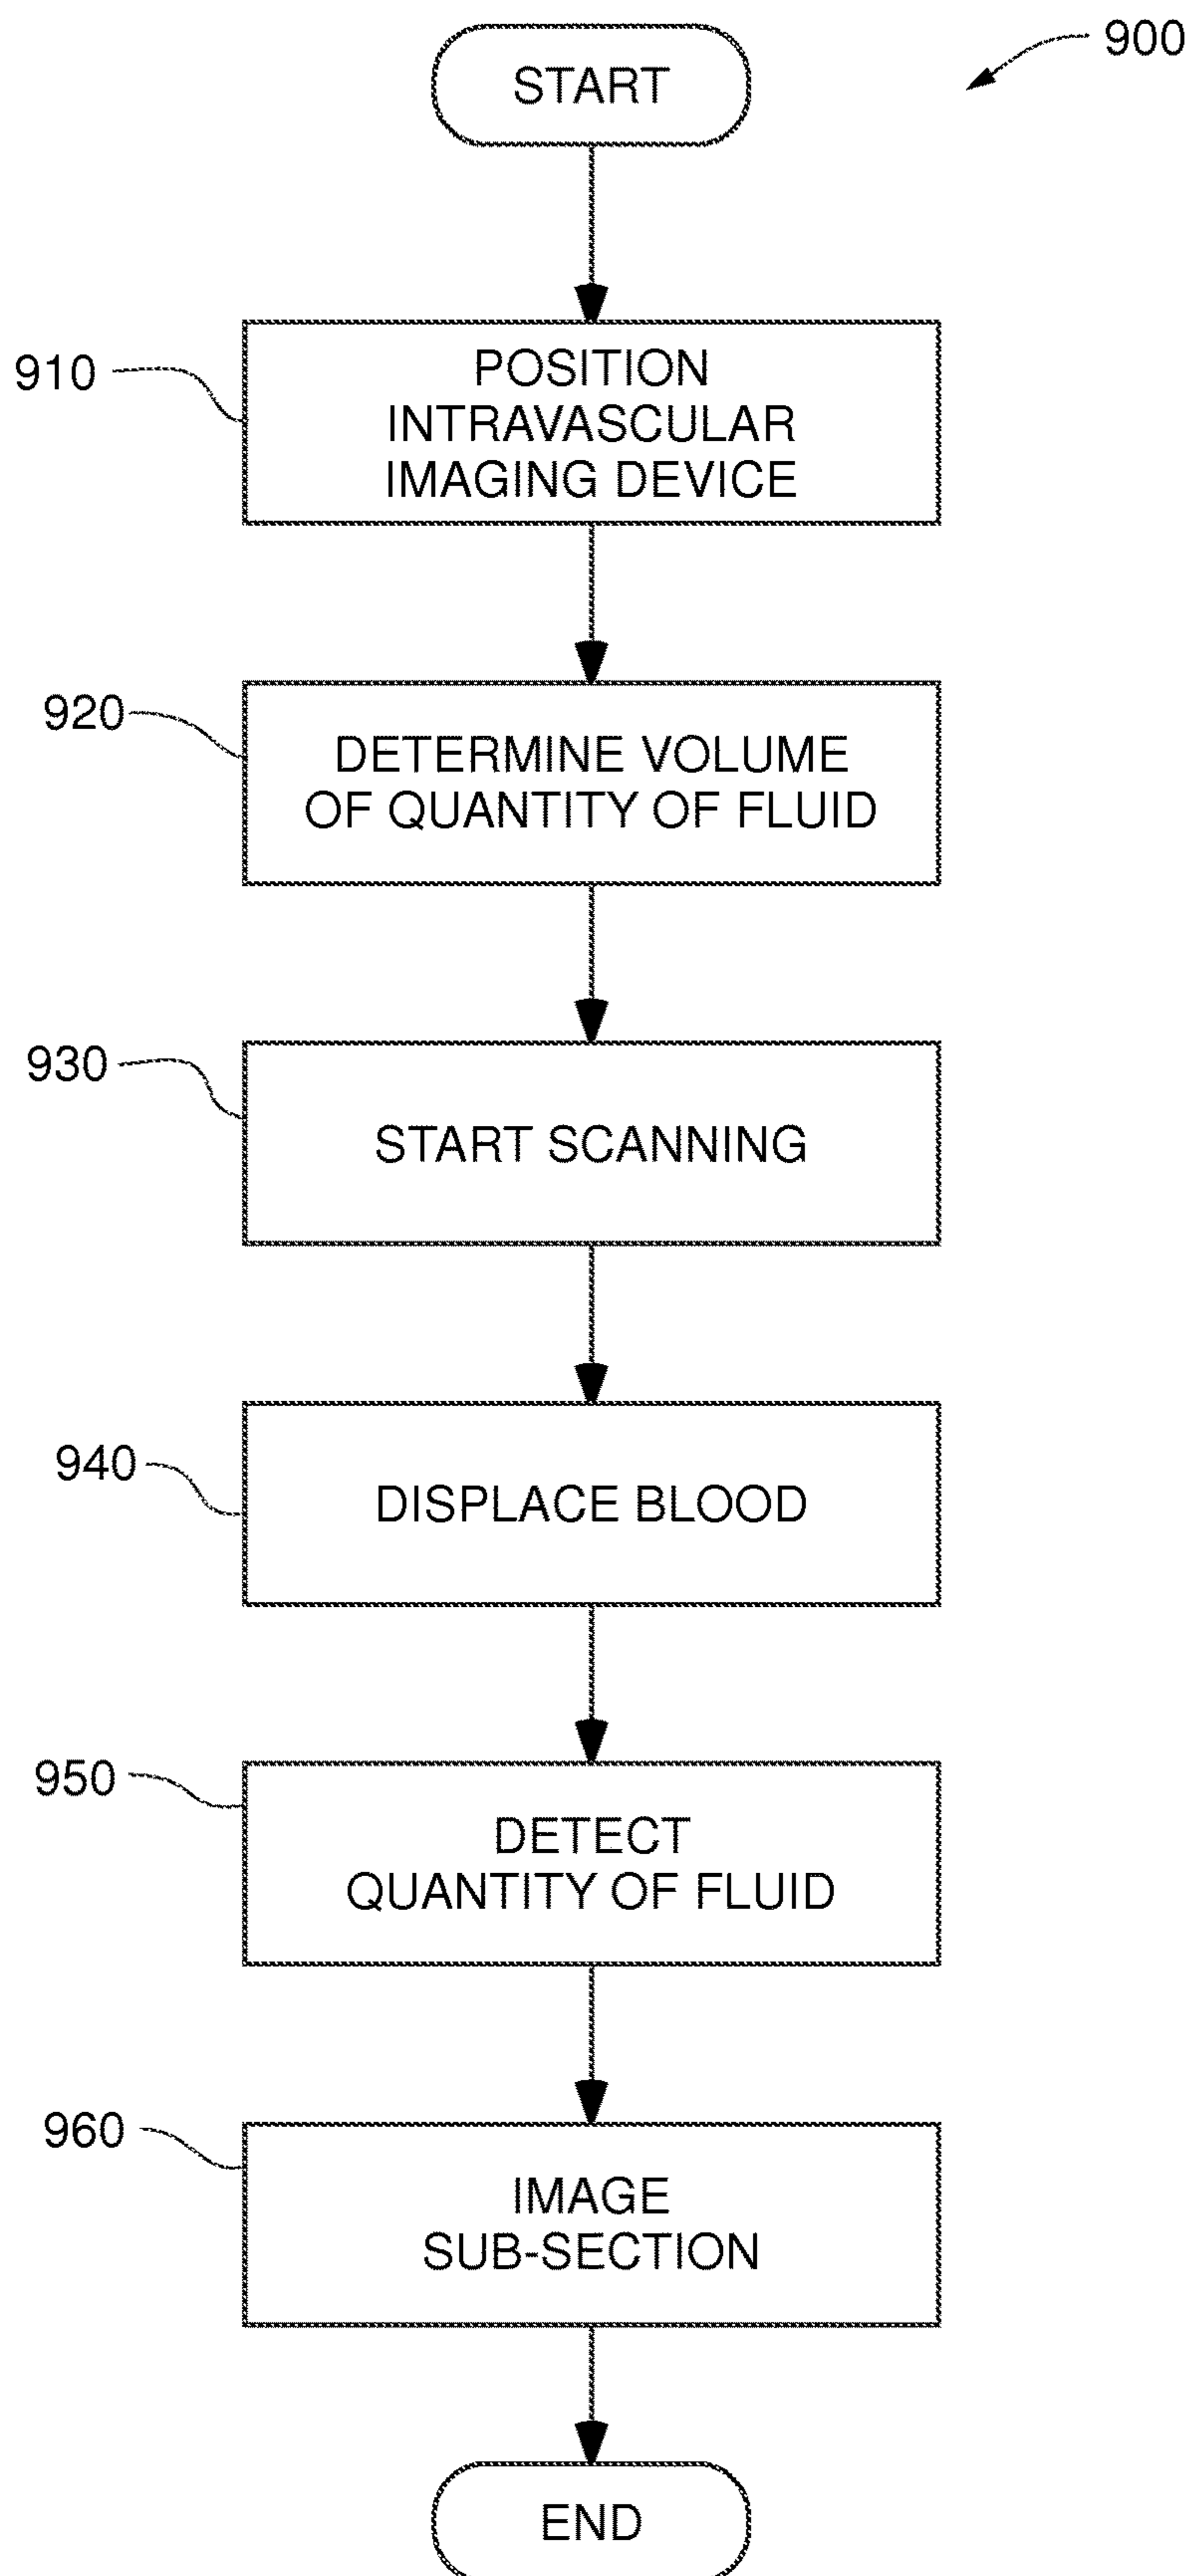 START
900
910
POSITION
INTRAVASCULAR
IMAGING DEVICE
920
DETERMINE VOLUME
OF QUANTITY OF FLUID
930
START SCANNING
940
DISPLACE BLOOD
950
DETECT
QUANTITY OF FLUID
960
IMAGE
SUB-SECTION
END